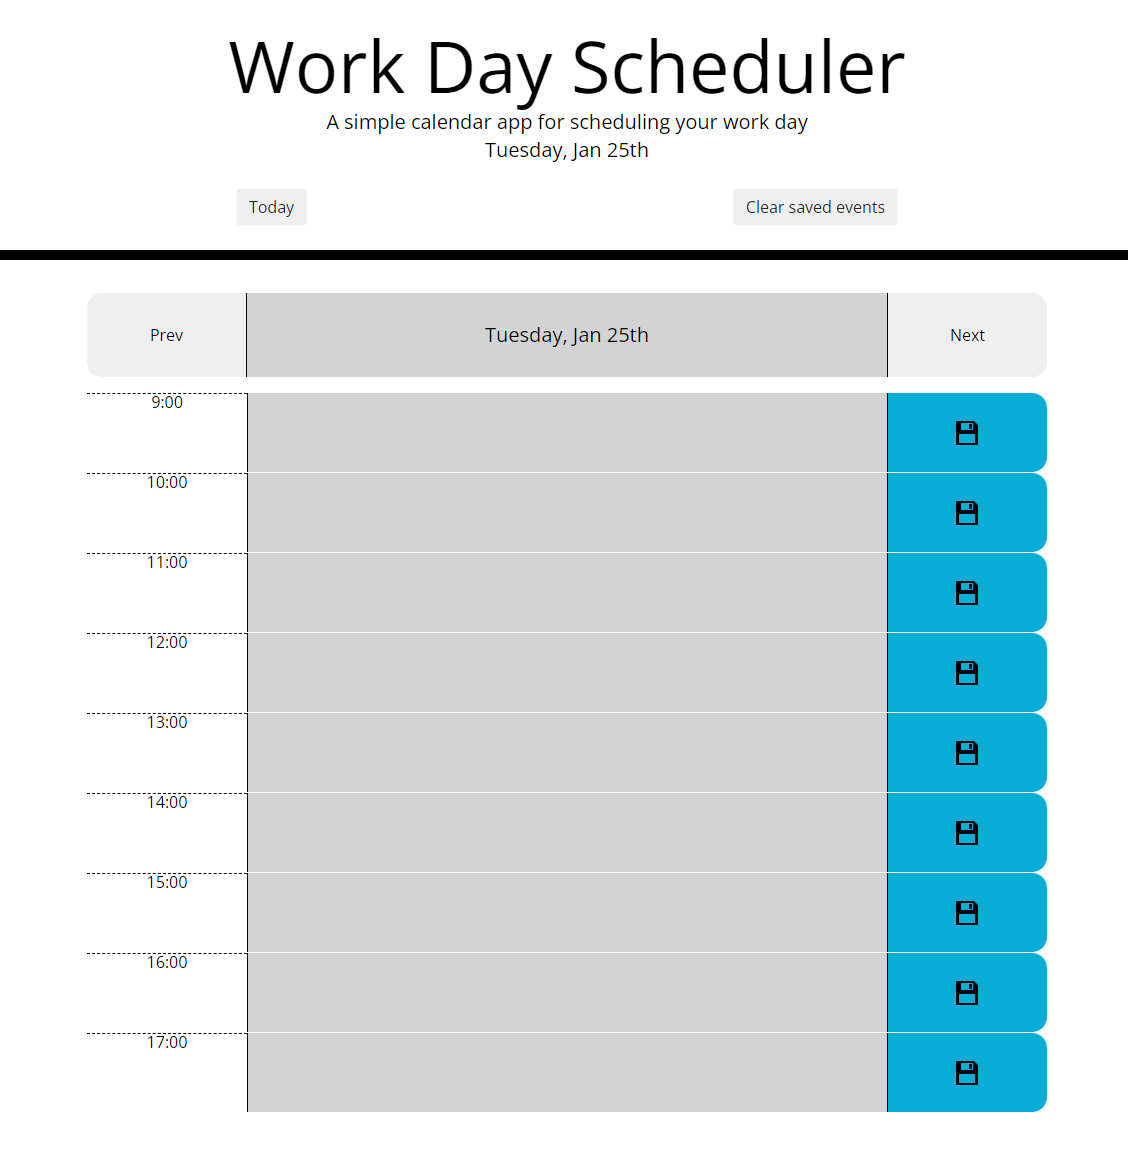 Work Day Scheduler
A simple calendar app for scheduling your work day
Tuesday, Jan 25th
Today Clear saved events
Prev Tuesday, Jan 25th Next
9:00
10:00
11:00
12:00
13:00
14:00
15:00
16:00
17:00